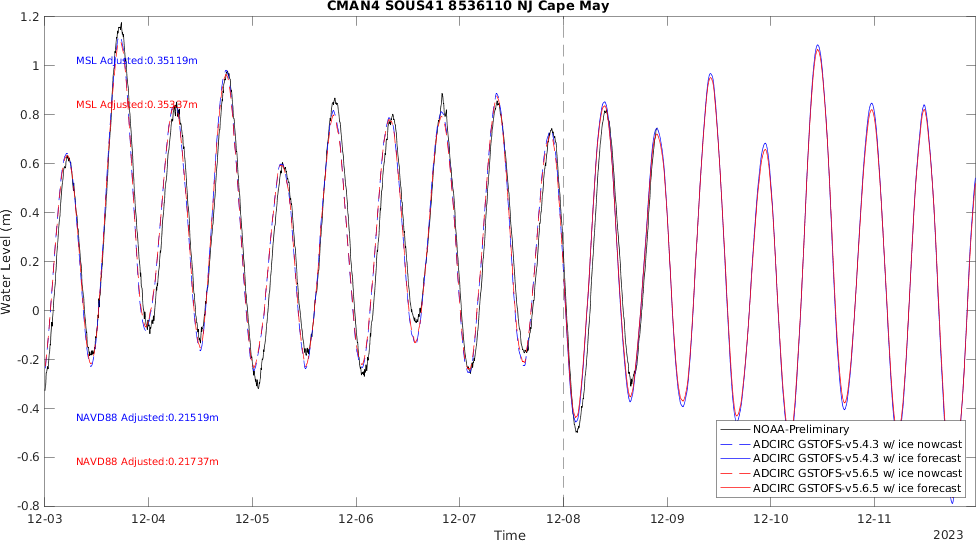 CMAN4 SOUS41 8536110 NJ Cape May
1.2
1
0.8
0.6
0.4
0.2
0
-0.2
-0.4
-0.6
-0.8
Water Level (m)
MSL Adjusted:0.35119m
MSL Adjusted:0.35337m
NAVD88 Adjusted:0.21519m
NAVD88 Adjusted:0.21737m
NOAA-Preliminary
ADCIRC GSTOFS-v5.4.3 w/ ice nowcast
ADCIRC GSTOFS-v5.4.3 w/ ice forecast
ADCIRC GSTOFS-v5.6.5 w/ ice nowcast
ADCIRC GSTOFS-v5.6.5 w/ ice forecast
12-03 12-04 12-05 12-06 12-07 12-08 12-09 12-10 12-11
Time
2023